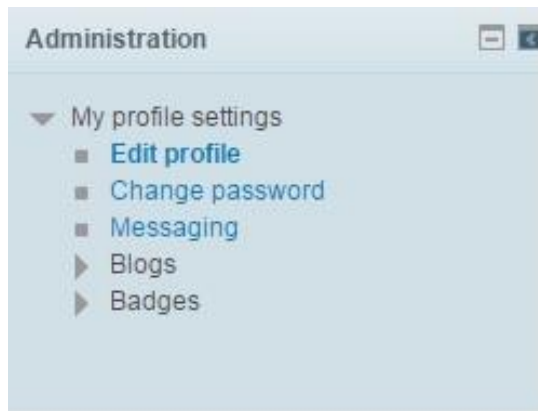 Administration
My profile settings
Edit profile
Change password
Messaging
Blogs
Badges